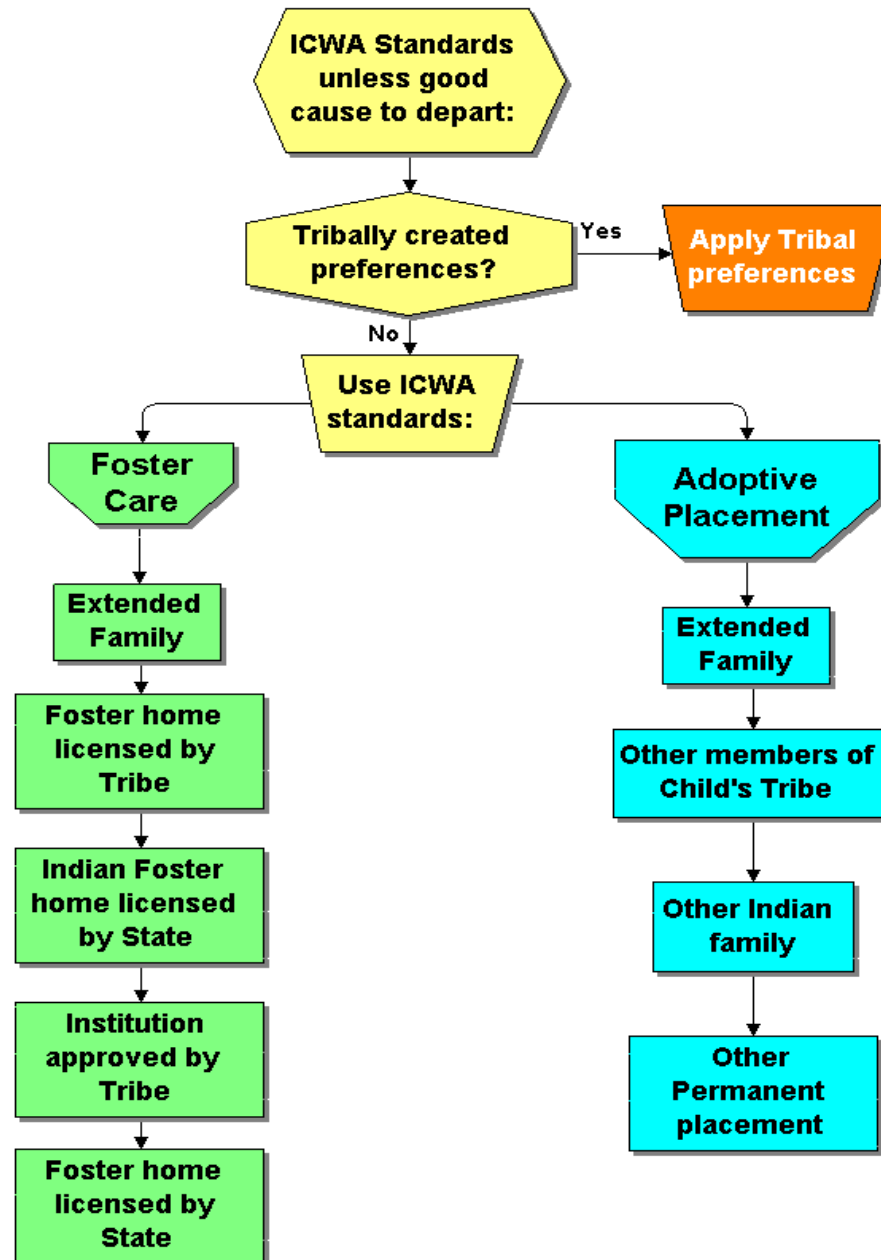 ICWA Standards
unless good
cause to depart:
Tribally created
preferences?
Yes
Apply Tribal
preferences
No
Use ICWA
standards:
Foster
Care
Extended
Family
Foster home
licensed by
Tribe
Indian Foster
home licensed
by State
Institution
approved by
Tribe
Foster home
licensed by
State
Adoptive
Placement
Extended
Family
Other members of
Child's Tribe
Other Indian
family
Other
Permanent
placement